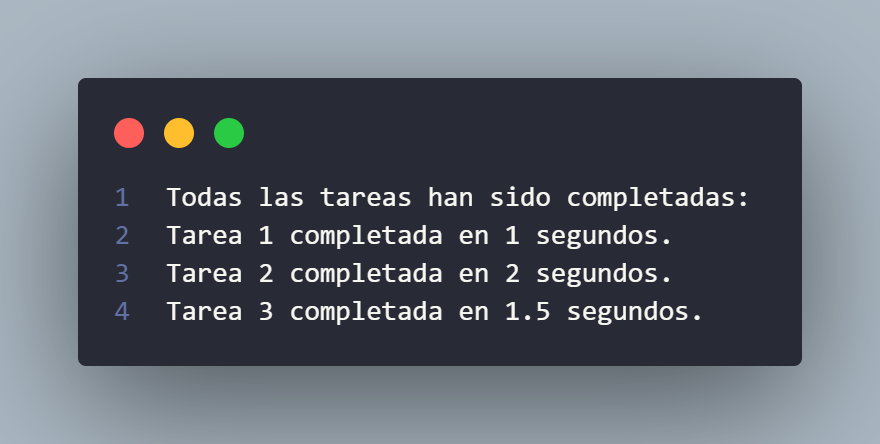 1 Todas las tareas han sido completadas:
2 Tarea 1 completada en 1 segundos.
3 Tarea 2 completada en 2 segundos.
4 Tarea 3 completada en 1.5 segundos.